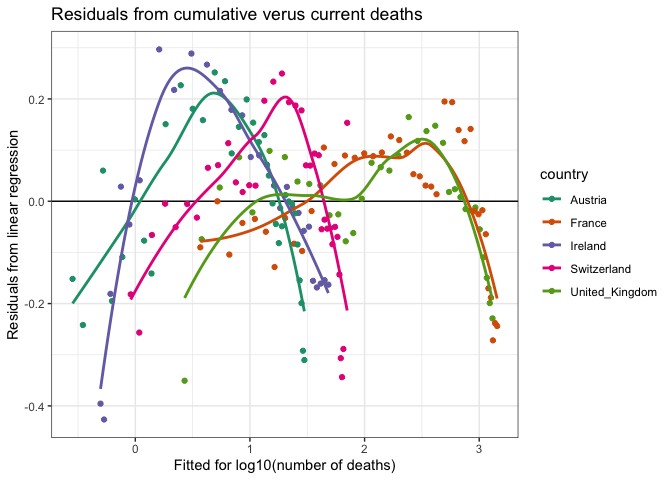 Residuals from cumulative verus current deaths
Residuals from linear regression
0.2
0.0
-0.2
-0.4
0
1
2
3
Fitted for log10(number of deaths)
country
Austria
France
Ireland
Switzerland
United_Kingdom